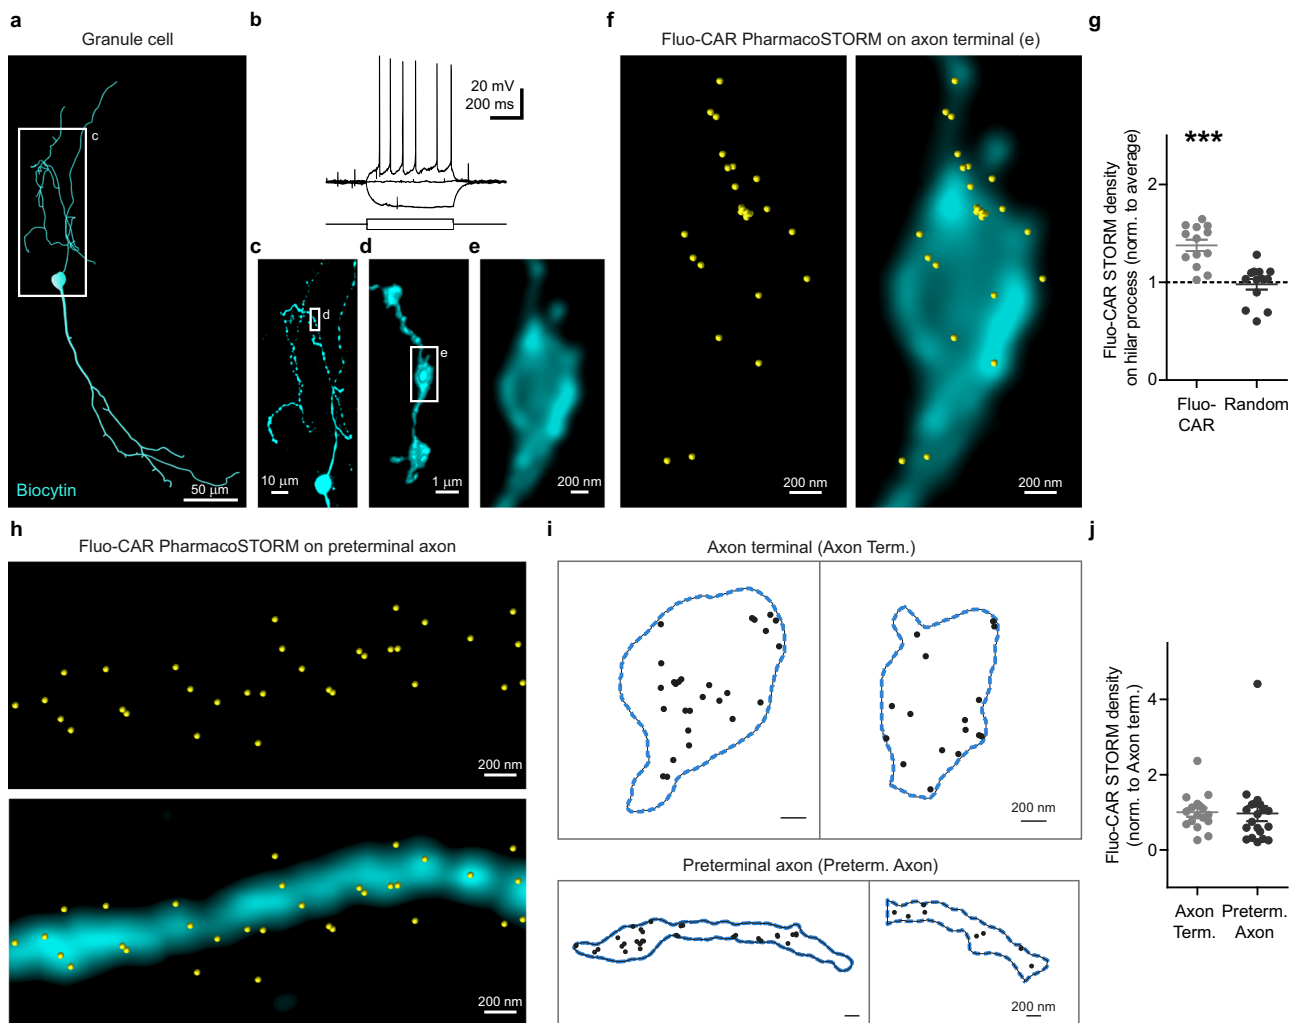 a
Granule cell
c
Biocytin
50 μm
b
20 mV
200 ms
c
d
10 μm
d
e
1 μm
e
200 nm
f
Fluo-CAR PharmacoSTORM on axon terminal (e)
200 nm
200 nm
g
***
Fluo-CAR STORM density
on hilar process (norm. to average)
2
1
0
Fluo-
CAR
Random
h
Fluo-CAR PharmacoSTORM on preterminal axon
200 nm
200 nm
i
Axon terminal (Axon Term.)
200 nm
Preterminal axon (Preterm. Axon)
200 nm
j
Fluo-CAR STORM density
(norm. to Axon term.)
4
2
0
Axon
Term.
Preterm.
Axon